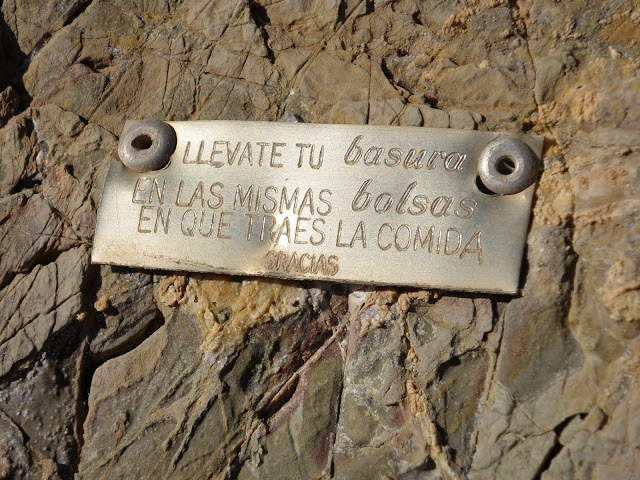 LLEVATE TU basura
EN LAS MISMAS bolsas
EN QUE TRAES LA COMIDA
GRACIAS